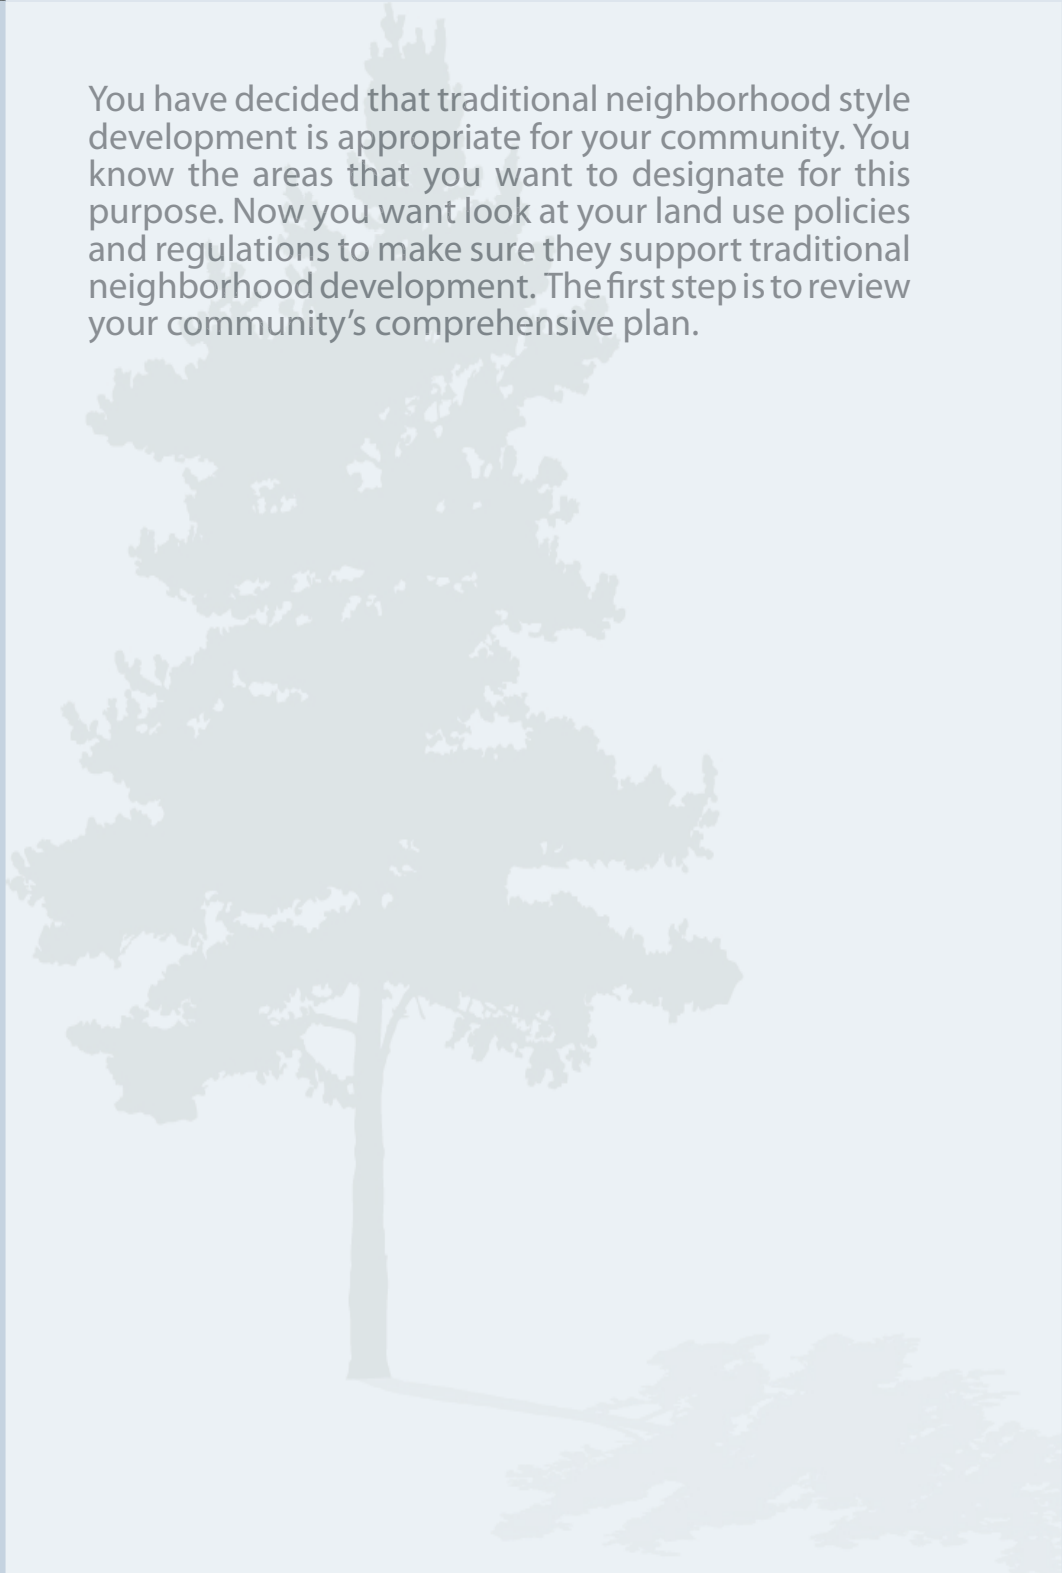 You have decided that traditional neighborhood style
development is appropriate for your community. You
know the areas that you want to designate for this
purpose. Now you want look at your land use policies
and regulations to make sure they support traditional
neighborhood development. The first step is to review
your community’s comprehensive plan.